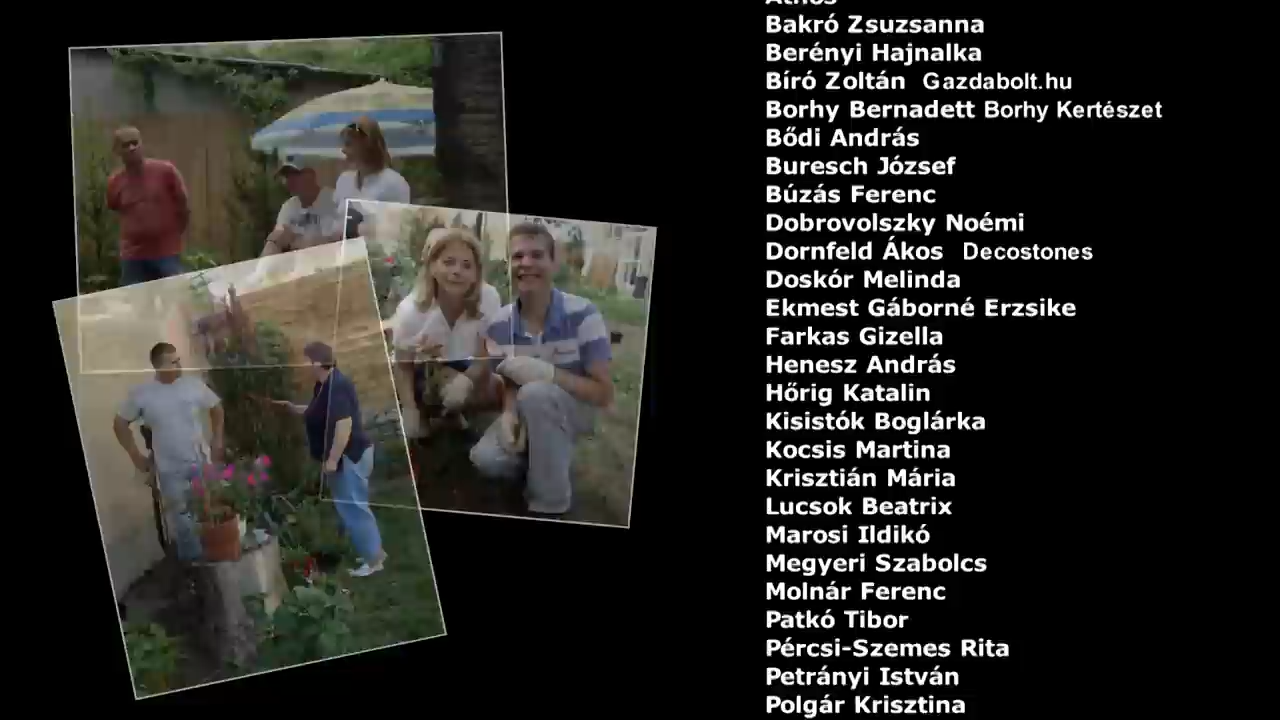 Bakró Zsuzsanna
Berényi Hajnalka
Bíró Zoltán Gazdabolt.hu
Borhy Bernadett Borhy Kertészet
Bődi András
Buresch József
Búzás Ferenc
Dobrovolszky Noémi
Dornfeld Ákos Decostones
Doskór Melinda
Ekmest Gáborné Erzsike
Farkas Gizella
Henesz András
Hőrig Katalin
Kisistók Boglárka
Kocsis Martina
Krisztián Mária
Lucsok Beatrix
Marosi Ildikó
Megyeri Szabolcs
Molnár Ferenc
Patkó Tibor
Pércsi-Szemes Rita
Petrányi István
Polgár Krisztina